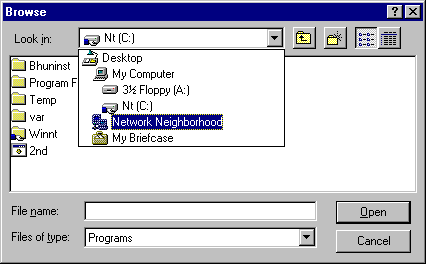 Browse
Look in: Nt (C:)
Desktop
My Computer
3½ Floppy (A:)
Nt (C:)
Network Neighborhood
My Briefcase
Bhuninst
Program F
Temp
var
Winnt
2nd
File name:
Open
Files of type: Programs
Cancel